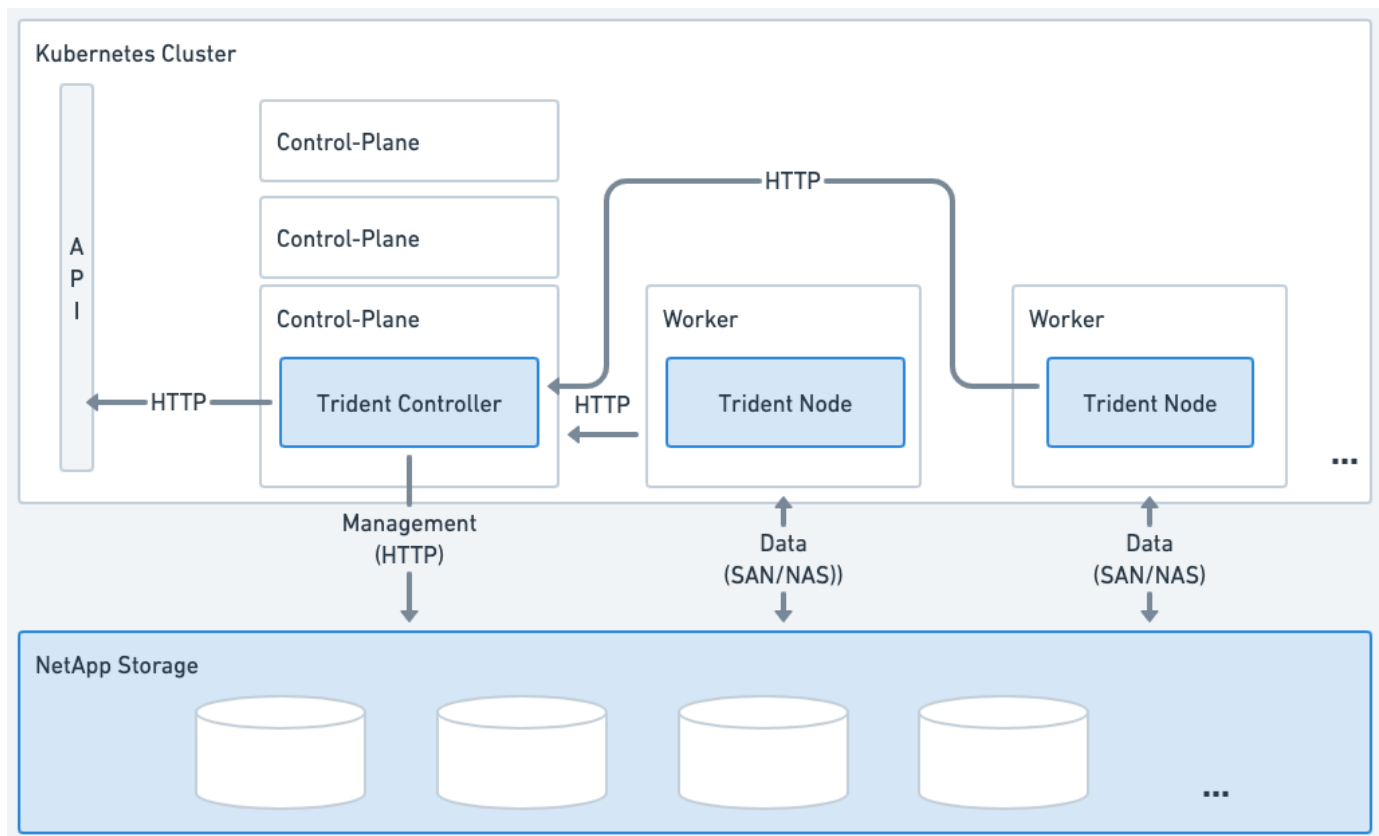 Kubernetes Cluster
A
P
I
Control-Plane
Control-Plane
Control-Plane
Trident Controller
HTTP
HTTP
HTTP
Worker
Trident Node
Worker
Trident Node
...
Management
(HTTP)
Data
(SAN/NAS))
Data
(SAN/NAS)
NetApp Storage
...